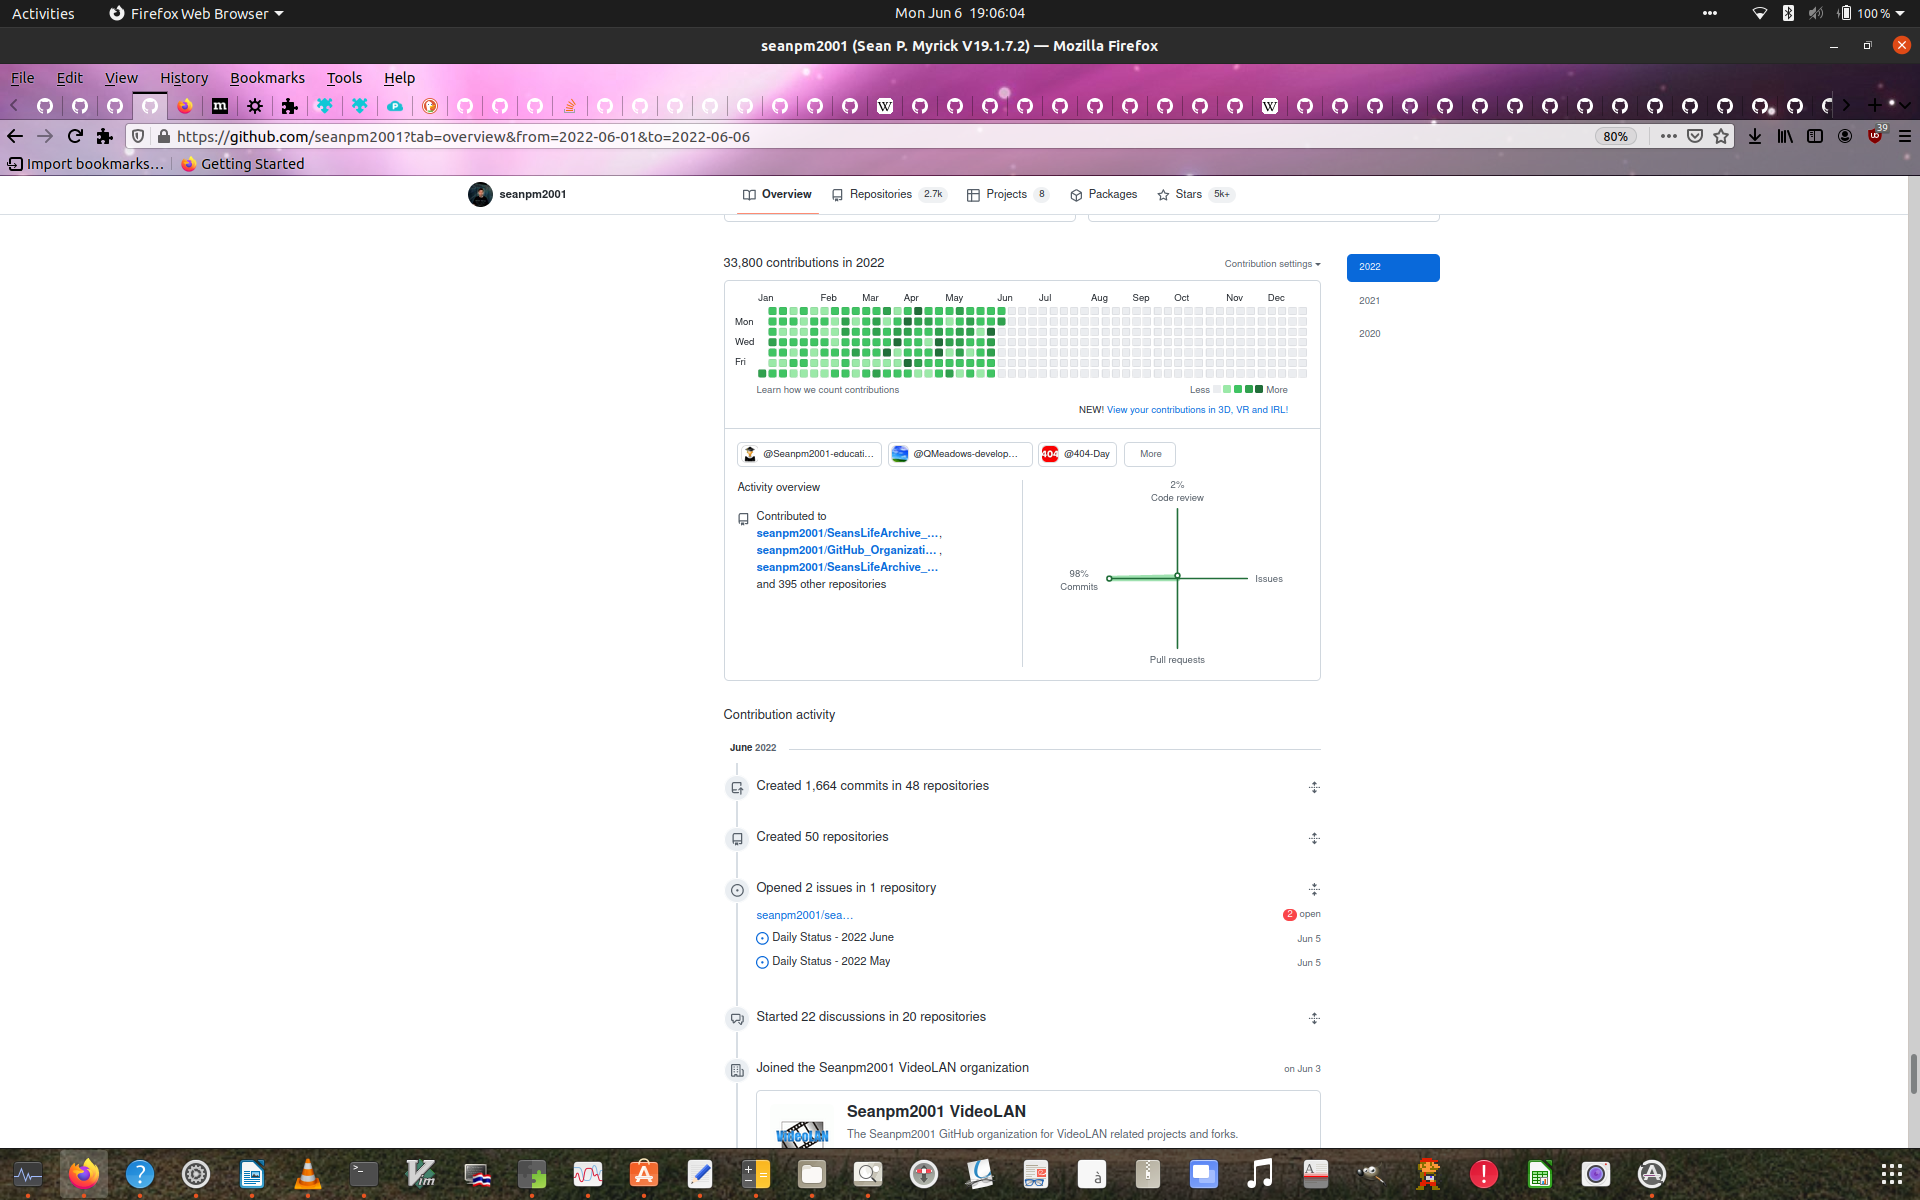 Activities
Firefox Web Browser
Mon Jun 6 19:06:04
100 %
seanpm2001 (Sean P. Myrick V19.1.7.2) — Mozilla Firefox
File Edit View History Bookmarks Tools Help
https://github.com/seanpm2001?tab=overview&from=2022-06-01&to=2022-06-06
80%
39
Import bookmarks…
Getting Started
seanpm2001
Overview
Repositories 2.7k
Projects 8
Packages
Stars 5k+
33,800 contributions in 2022
Contribution settings
2022
2021
2020
Jan Feb Mar Apr May Jun Jul Aug Sep Oct Nov Dec
Mon
Wed
Fri
Learn how we count contributions
Less More
NEW! View your contributions in 3D, VR and IRL!
@Seanpm2001-educati...
@QMeadows-develop...
404 @404-Day
More
Activity overview
Contributed to
seanpm2001/SeansLifeArchive_...,
seanpm2001/GitHub_Organizati... ,
seanpm2001/SeansLifeArchive_...
and 395 other repositories
2%
Code review
98%
Commits
Issues
Pull requests
Contribution activity
June 2022
Created 1,664 commits in 48 repositories
Created 50 repositories
Opened 2 issues in 1 repository
seanpm2001/sea...
2 open
Daily Status - 2022 June
Jun 5
Daily Status - 2022 May
Jun 5
Started 22 discussions in 20 repositories
Joined the Seanpm2001 VideoLAN organization
on Jun 3
VideoLAN
Seanpm2001 VideoLAN
The Seanpm2001 GitHub organization for VideoLAN related projects and forks.